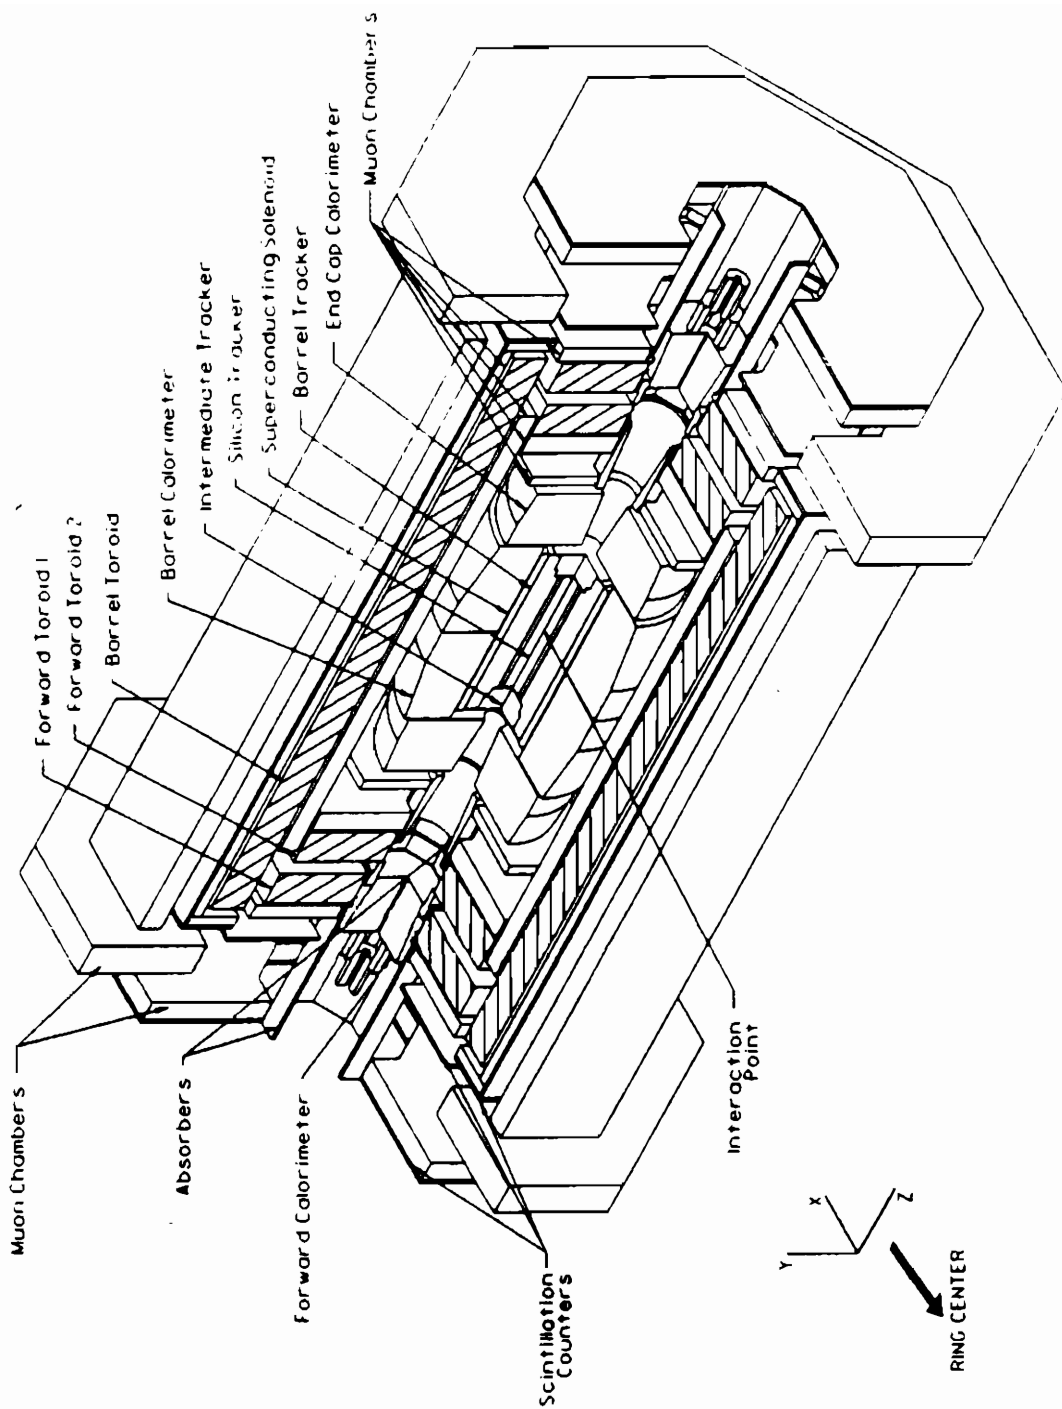 Muon Chambers
Absorbers
Forward Calorimeter
Scintillation
Counters
Forward Toroid 1
Forward Toroid 2
Barrel Toroid
Barrel Calorimeter
Intermediate Tracker
Silicon Tracker
Superconducting Solenoid
Barrel Tracker
End Cap Calorimeter
Muon Chambers
Interaction
Point
Y
X
Z
RING CENTER